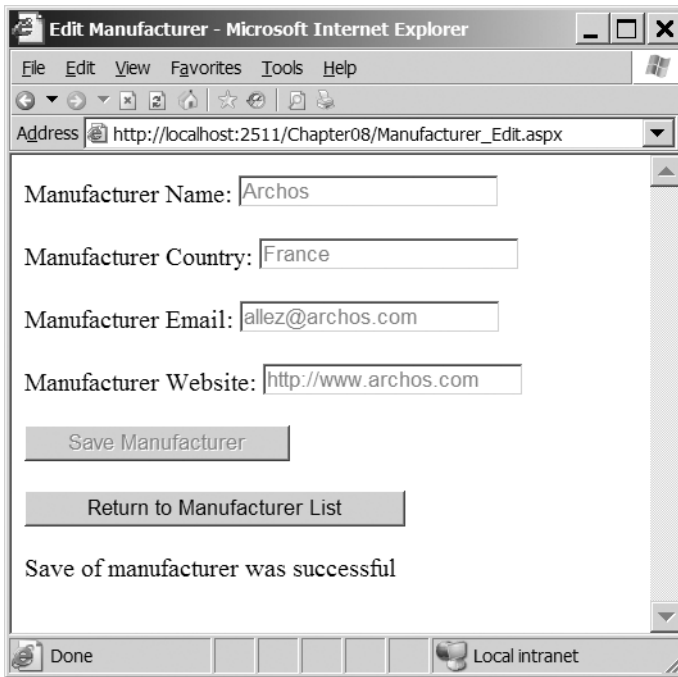 Edit Manufacturer - Microsoft Internet Explorer
File Edit View Favorites Tools Help
Address http://localhost:2511/Chapter08/Manufacturer_Edit.aspx
Manufacturer Name: Archos
Manufacturer Country: France
Manufacturer Email: allez@archos.com
Manufacturer Website: http://www.archos.com
Save Manufacturer
Return to Manufacturer List
Save of manufacturer was successful
Done Local intranet